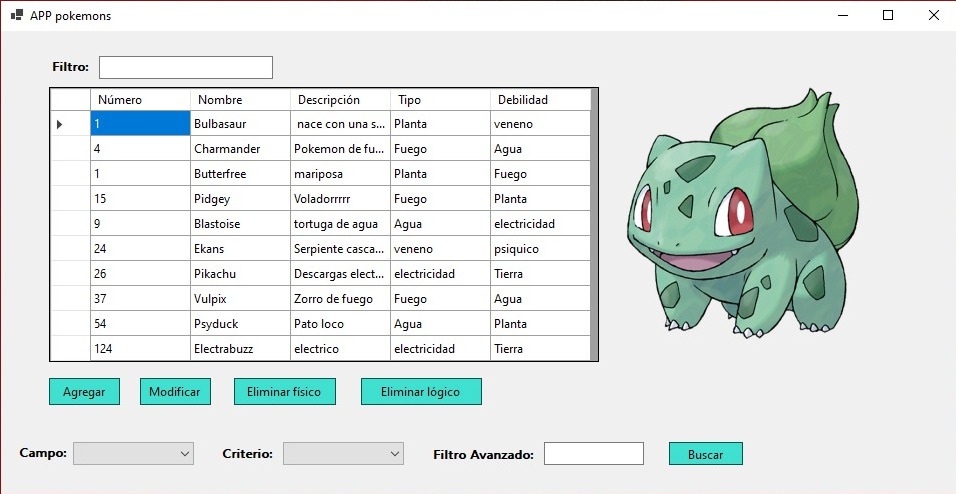 APP pokemons
Filtro:
Número Nombre Descripción Tipo Debilidad
1 Bulbasaur nace con una s... Planta veneno
4 Charmander Pokemon de fu... Fuego Agua
1 Butterfree mariposa Planta Fuego
15 Pidgey Voladorrrrr Fuego Planta
9 Blastoise tortuga de agua Agua electricidad
24 Ekans Serpiente casca... veneno psiquico
26 Pikachu Descargas elect... electricidad Tierra
37 Vulpix Zorro de fuego Fuego Agua
54 Psyduck Pato loco Agua Planta
124 Electrabuzz electrico electricidad Tierra
Agregar Modificar Eliminar físico Eliminar lógico
Campo: Criterio: Filtro Avanzado: Buscar